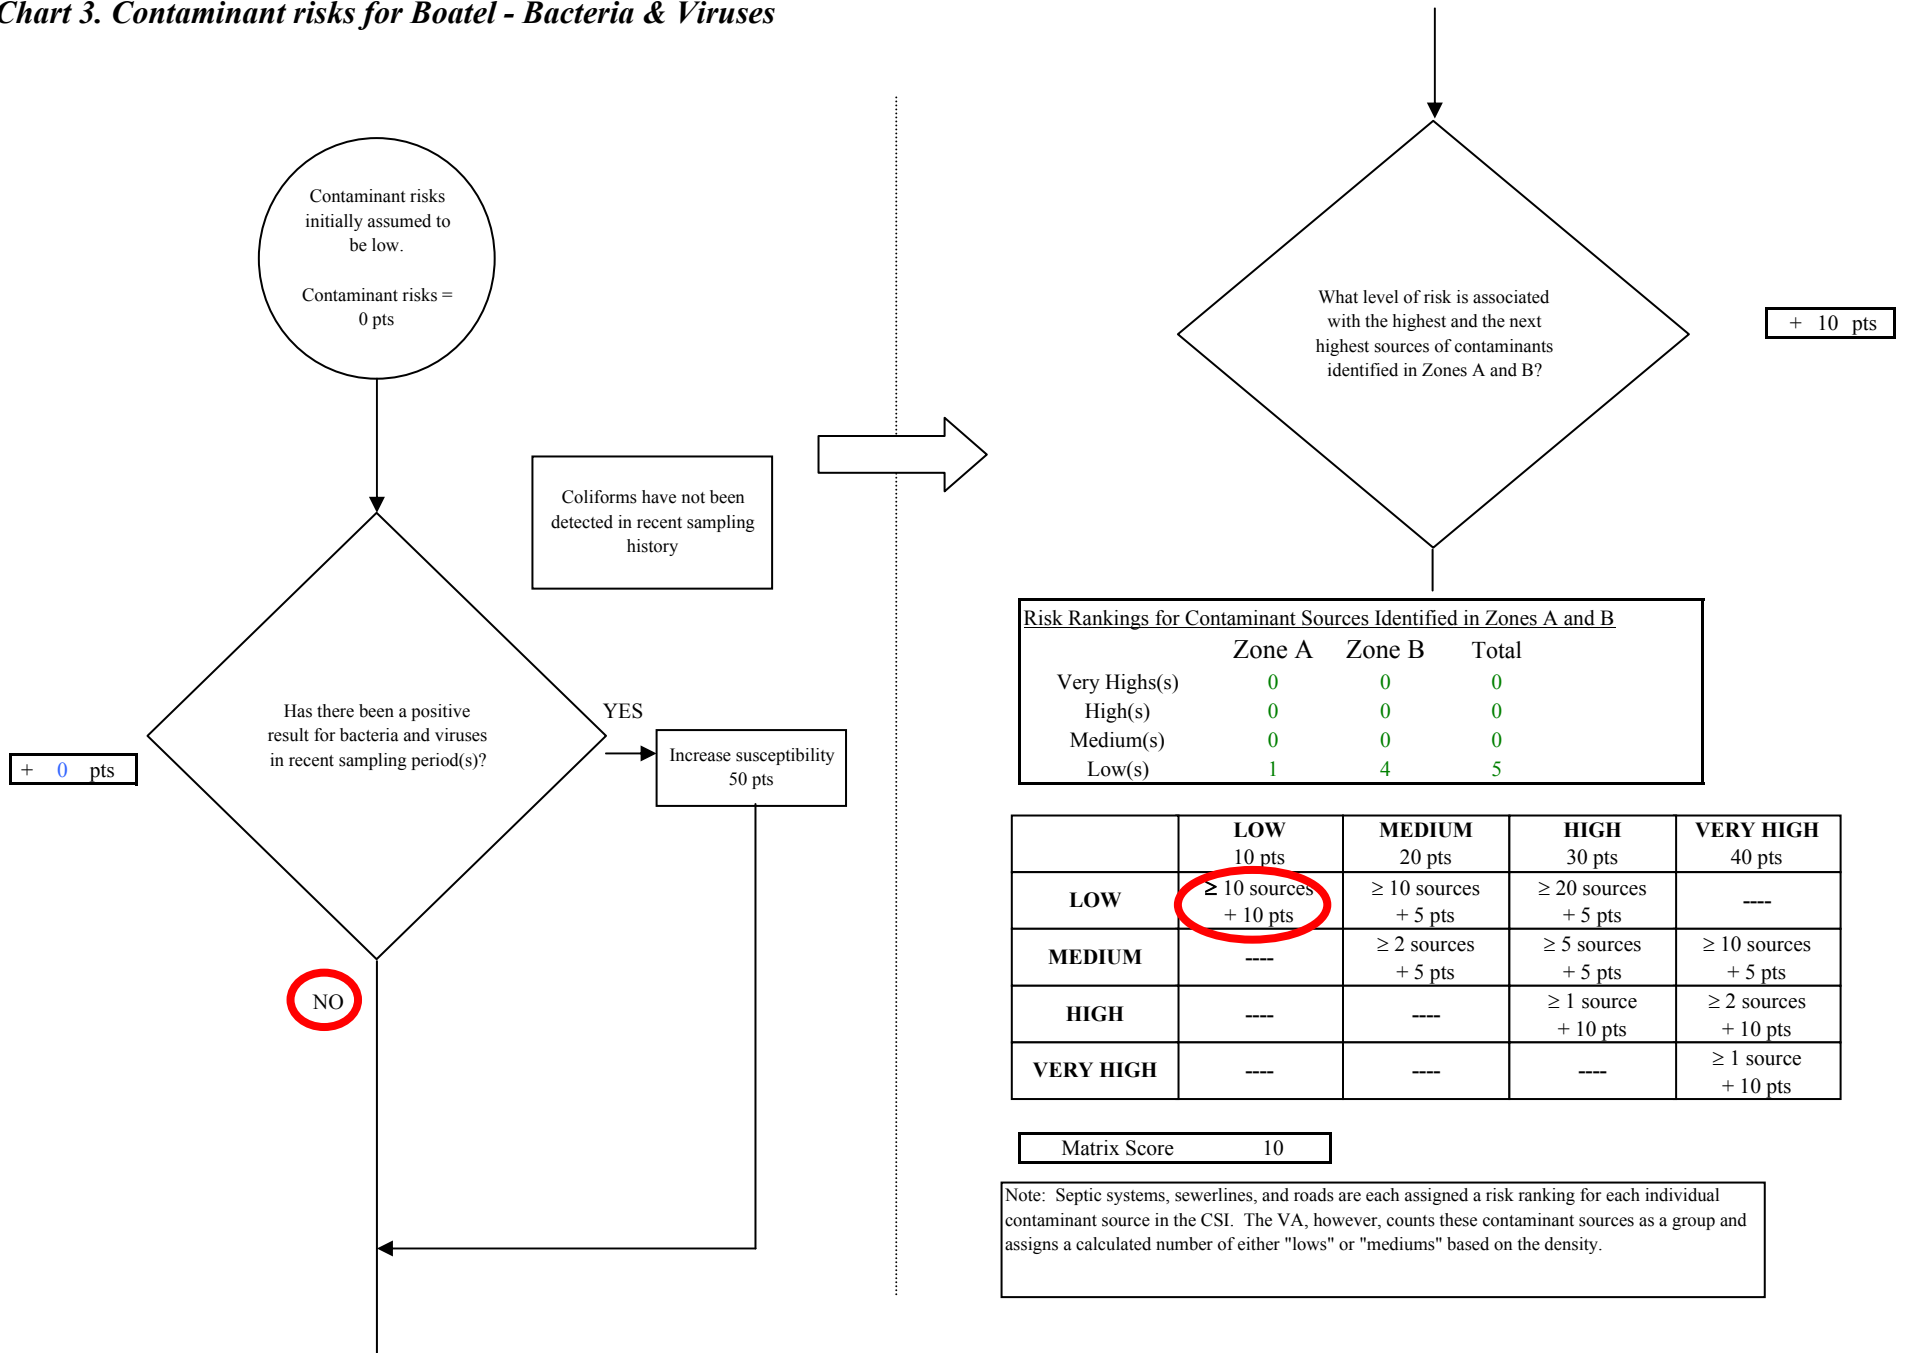 Chart 3. Contaminant risks for Boatel - Bacteria & Viruses
Contaminant risks
initially assumed to
be low.
Contaminant risks =
0 pts
Coliforms have not been
detected in recent sampling
history
Has there been a positive
result for bacteria and viruses
in recent sampling period(s)?
YES
Increase susceptibility
50 pts
+ 0 pts
NO
What level of risk is associated
with the highest and the next
highest sources of contaminants
identified in Zones A and B?
+ 10 pts
Risk Rankings for Contaminant Sources Identified in Zones A and B
Zone A Zone B Total
Very Highs(s) 0 0 0
High(s) 0 0 0
Medium(s) 0 0 0
Low(s) 1 4 5
LOW MEDIUM HIGH VERY HIGH
10 pts 20 pts 30 pts 40 pts
LOW ≥ 10 sources ≥ 10 sources ≥ 20 sources ----
+ 10 pts + 5 pts + 5 pts
MEDIUM ---- ≥ 2 sources ≥ 5 sources ≥ 10 sources
+ 5 pts + 5 pts + 5 pts
HIGH ---- ---- ≥ 1 source ≥ 2 sources
+ 10 pts + 10 pts
VERY HIGH ---- ---- ---- ≥ 1 source
+ 10 pts
Matrix Score 10
Note: Septic systems, sewerlines, and roads are each assigned a risk ranking for each individual
contaminant source in the CSI. The VA, however, counts these contaminant sources as a group and
assigns a calculated number of either "lows" or "mediums" based on the density.